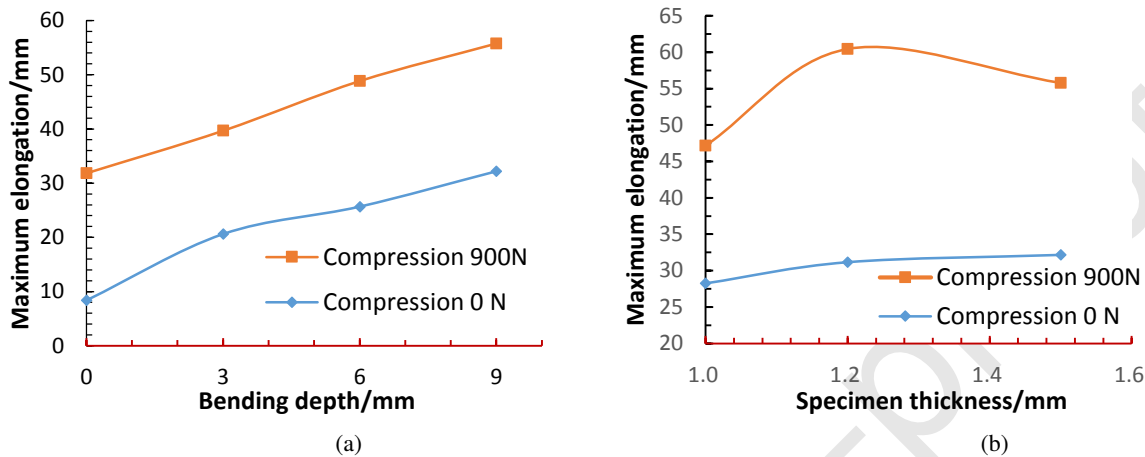 Maximum elongation/mm
60
50
40
30
20
10
0
Compression 900N
Compression 0 N
0 3 6 9
Bending depth/mm
(a)
Maximum elongation/mm
65
60
55
50
45
40
35
30
25
20
Compression 900N
Compression 0 N
1.0 1.2 1.4 1.6
Specimen thickness/mm
(b)